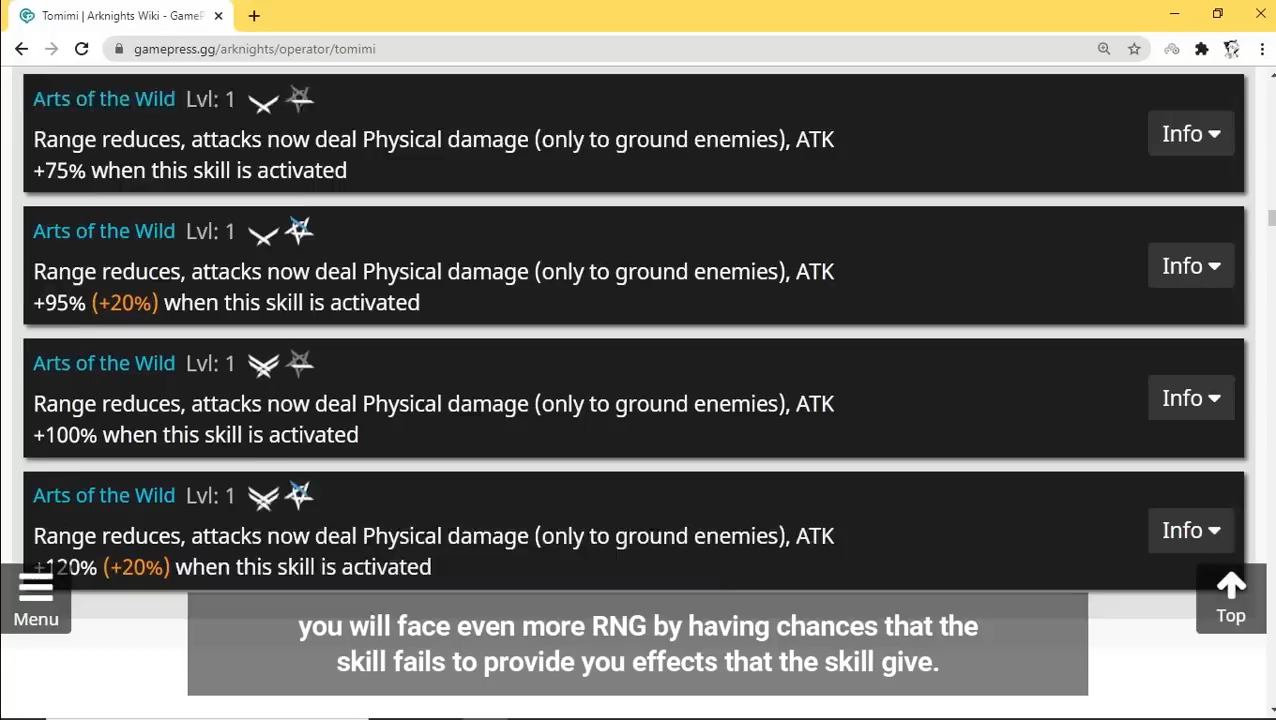 Tomimi | Arknights Wiki - GameP
gamepress.gg/arknights/operator/tomimi
Arts of the Wild Lvl: 1
Range reduces, attacks now deal Physical damage (only to ground enemies), ATK
+75% when this skill is activated
Info
Arts of the Wild Lvl: 1
Range reduces, attacks now deal Physical damage (only to ground enemies), ATK
+95% (+20%) when this skill is activated
Info
Arts of the Wild Lvl: 1
Range reduces, attacks now deal Physical damage (only to ground enemies), ATK
+100% when this skill is activated
Info
Arts of the Wild Lvl: 1
Range reduces, attacks now deal Physical damage (only to ground enemies), ATK
+120% (+20%) when this skill is activated
Info
Menu
Top
you will face even more RNG by having chances that the
skill fails to provide you effects that the skill give.